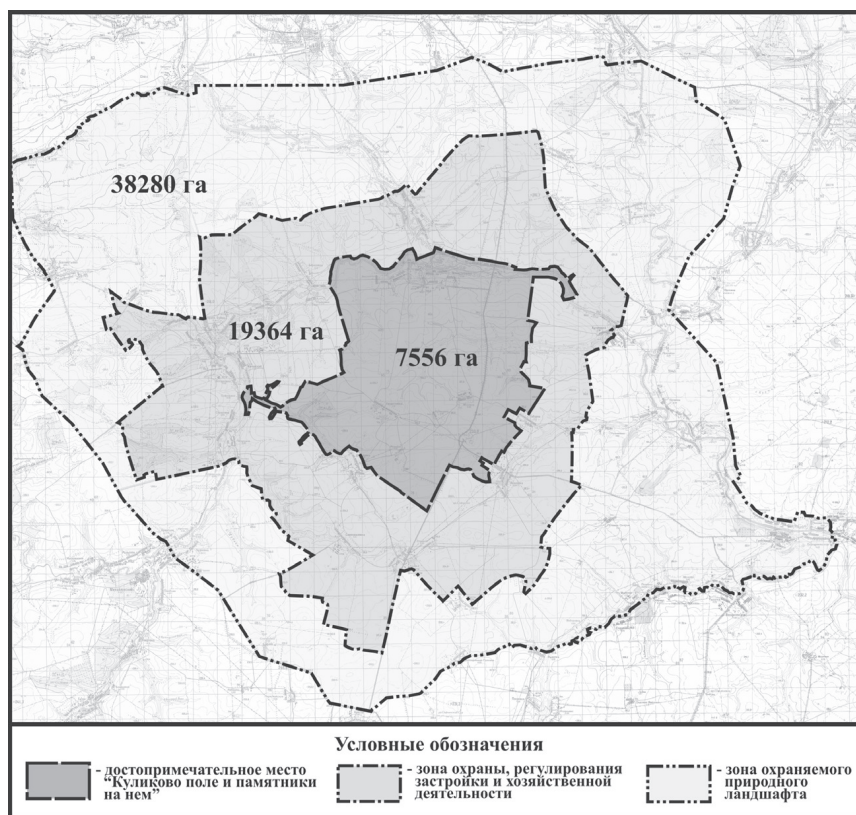 38280 га
19364 га
7556 га
Условные обозначения
- достопримечательное место
“Куликово поле и памятники
на нем”
- зона охраны, регулирования
застройки и хозяйственной
деятельности
- зона охраняемого
природного
ландшафта